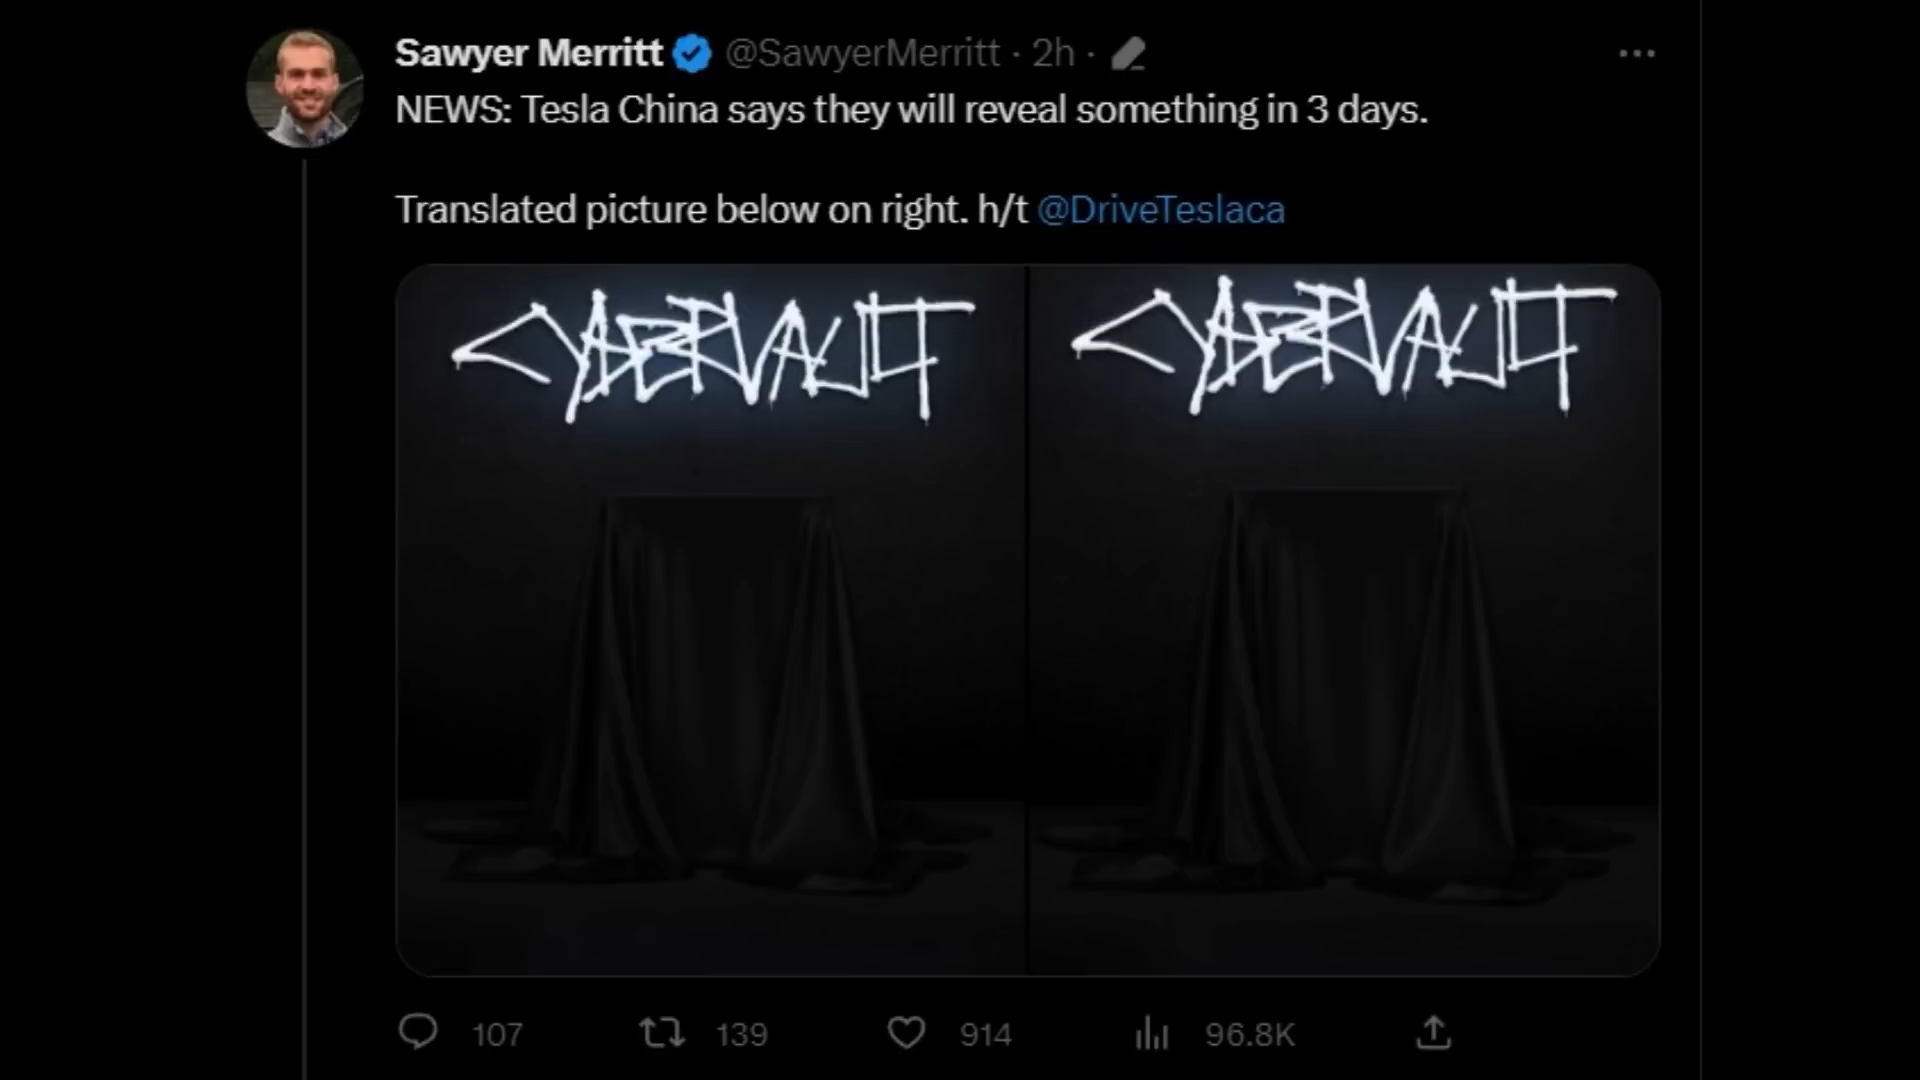 Sawyer Merritt @SawyerMerritt · 2h ·
NEWS: Tesla China says they will reveal something in 3 days.
Translated picture below on right. h/t @DriveTeslaca
CYBERVAULT CYBERVAULT
107 139 914 96.8K